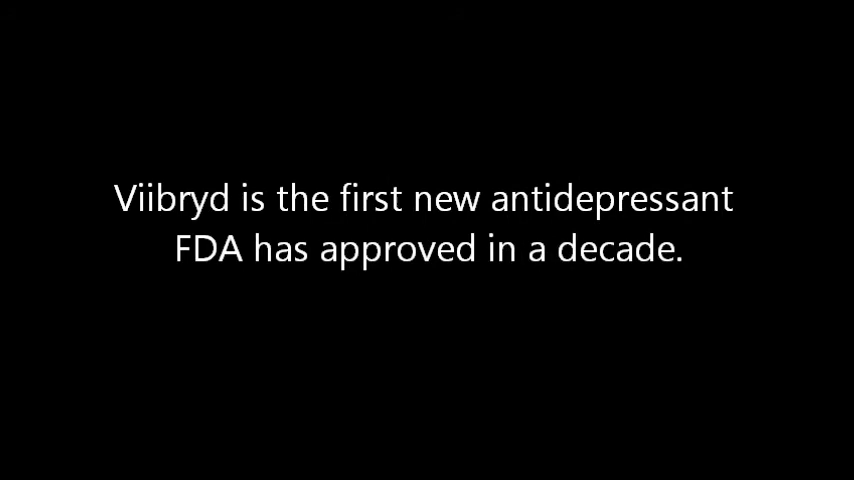 Viibryd is the first new antidepressant
FDA has approved in a decade.